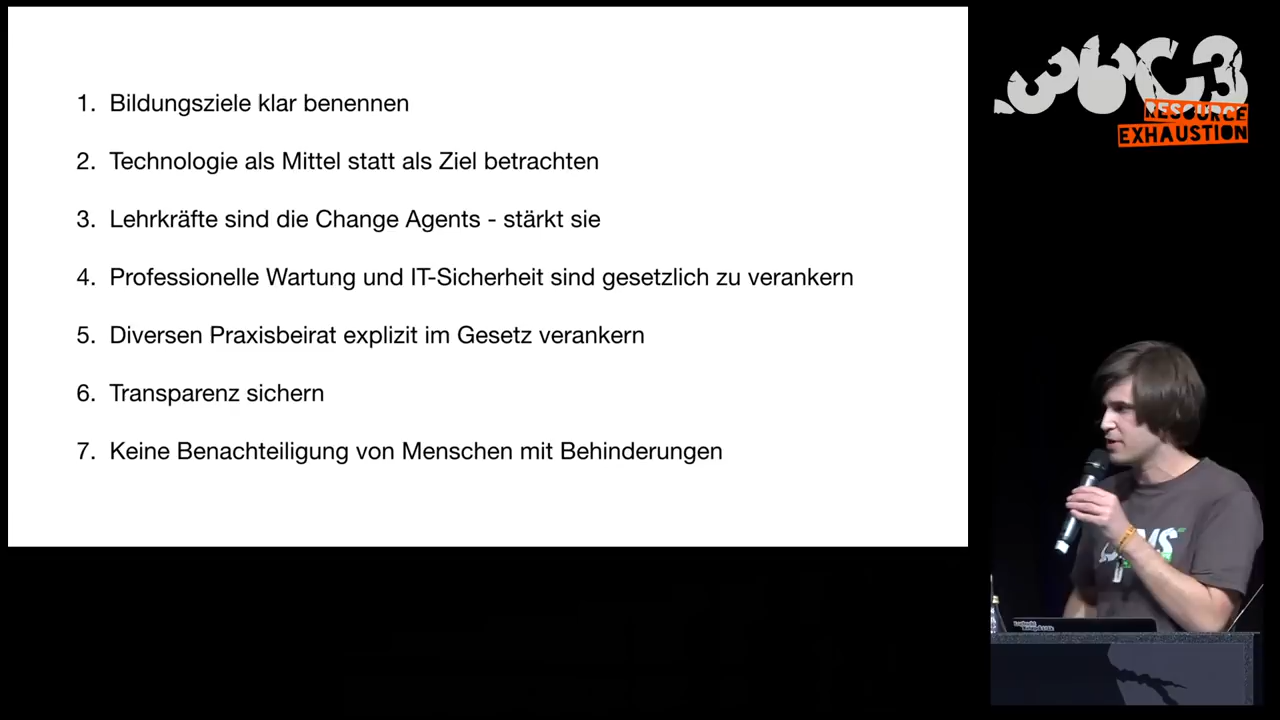 1. Bildungsziele klar benennen
2. Technologie als Mittel statt als Ziel betrachten
3. Lehrkräfte sind die Change Agents - stärkt sie
4. Professionelle Wartung und IT-Sicherheit sind gesetzlich zu verankern
5. Diversen Praxisbeirat explizit im Gesetz verankern
6. Transparenz sichern
7. Keine Benachteiligung von Menschen mit Behinderungen
36C3
RESOURCE
EXHAUSTION